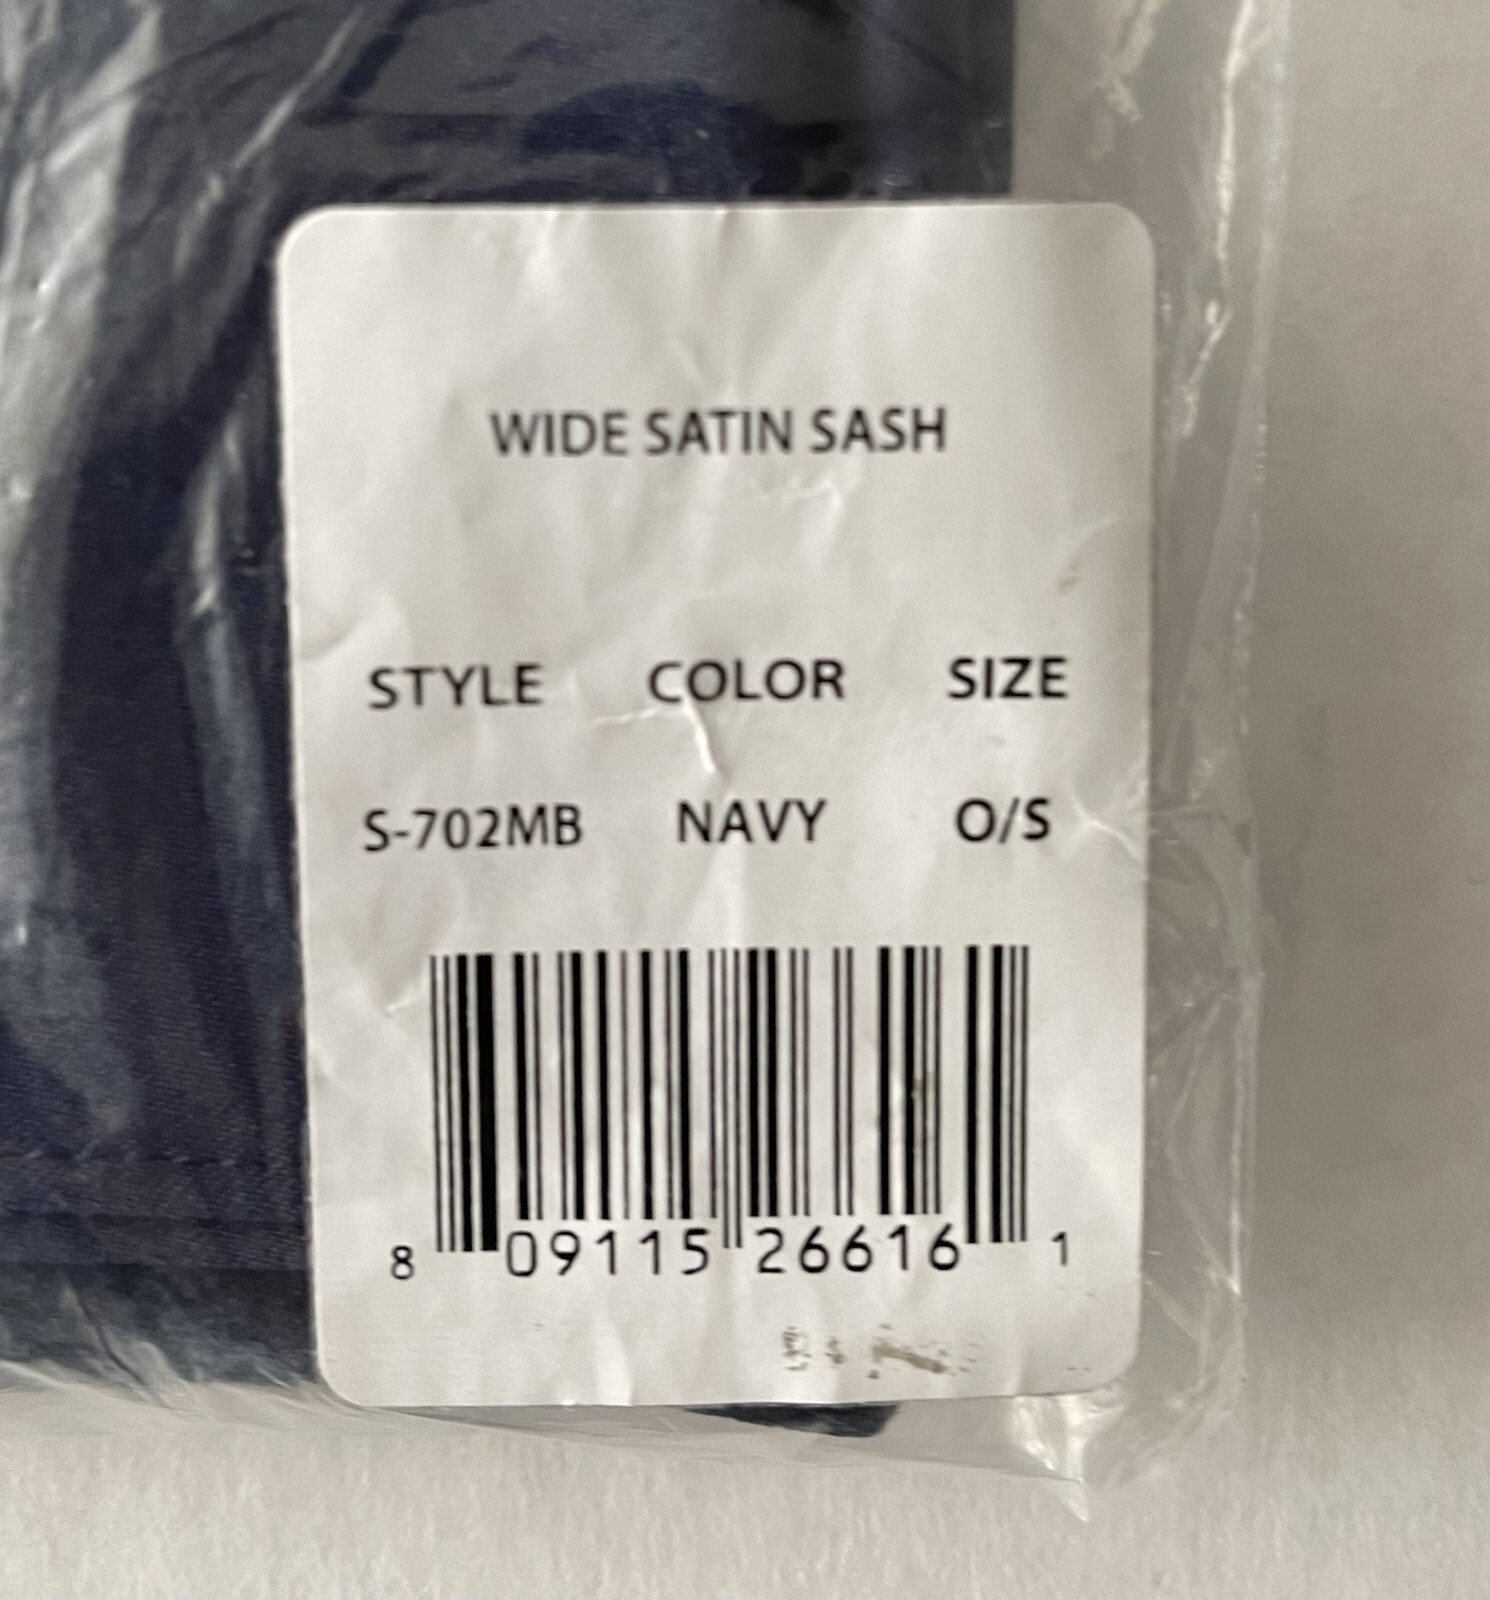 WIDE SATIN SASH
STYLE COLOR SIZE
S-702MB NAVY O/S
8 09115 26616 1